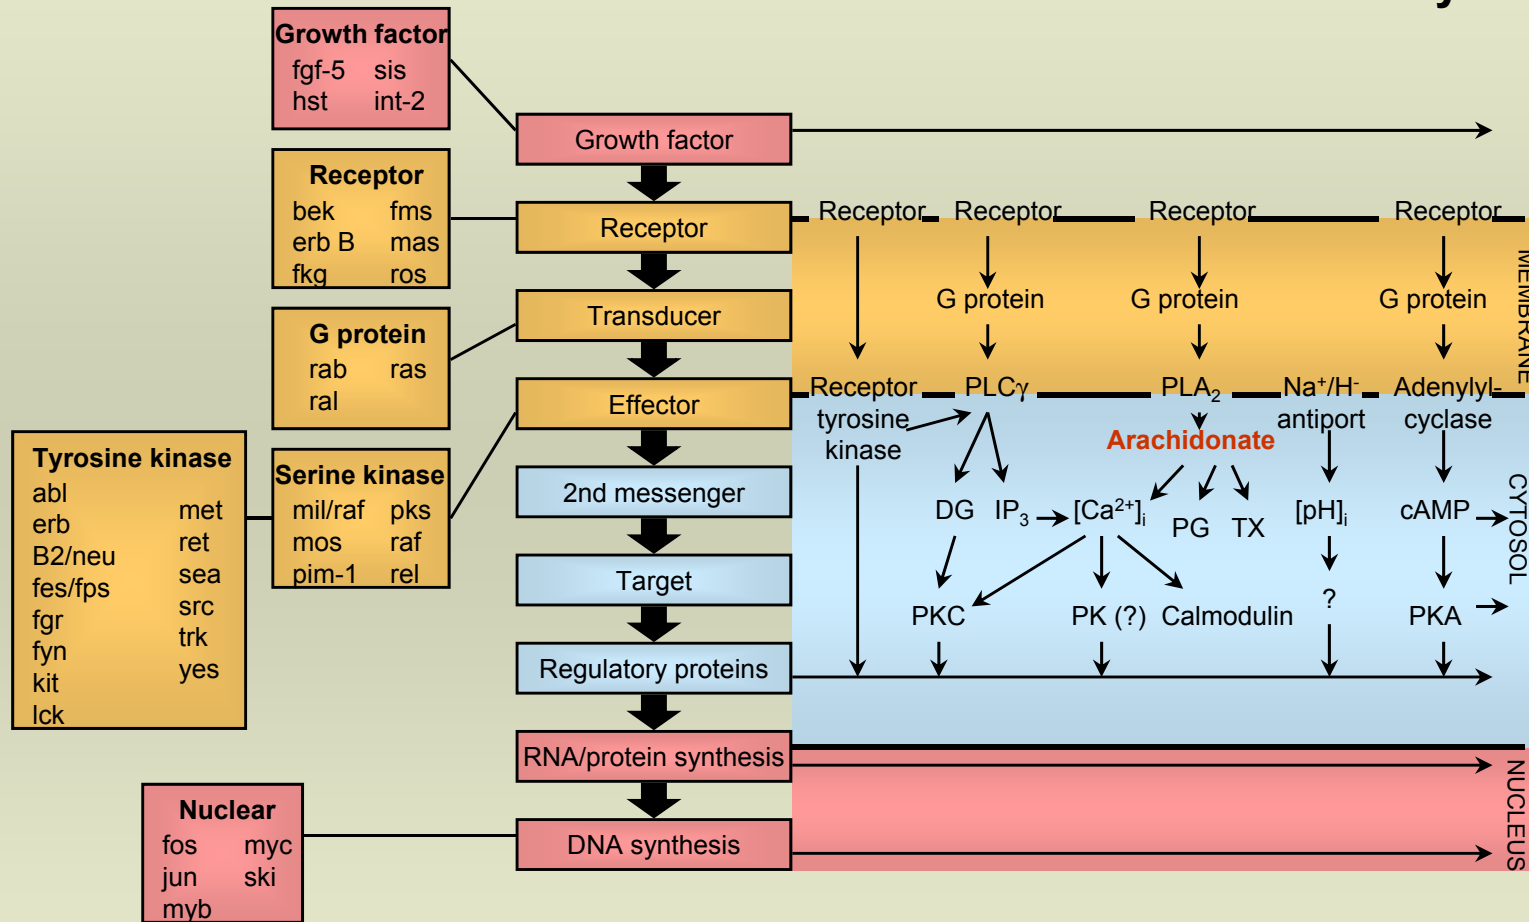 y
Growth factor
fgf-5 sis
hst int-2
Growth factor
Receptor
bek fms
erb B mas
fkg ros
Receptor
Receptor Receptor Receptor Receptor
MEMBRANE
G protein
rab ras
ral
Transducer
G protein G protein G protein
Effector
Receptor tyrosine kinase
PLCγ
PLA₂
Na⁺/H⁻ antiport
Adenylyl-cyclase
Arachidonate
Tyrosine kinase
abl
erb
B2/neu
fes/fps
fgr
fyn
kit
lck
met
ret
sea
src
trk
yes
Serine kinase
mil/raf pks
mos raf
pim-1 rel
2nd messenger
DG IP₃ [Ca²⁺]ᵢ PG TX [pH]ᵢ cAMP
CYTOSOL
Target
PKC PK (?) Calmodulin ? PKA
Regulatory proteins
RNA/protein synthesis
NUCLEUS
Nuclear
fos myc
jun ski
myb
DNA synthesis